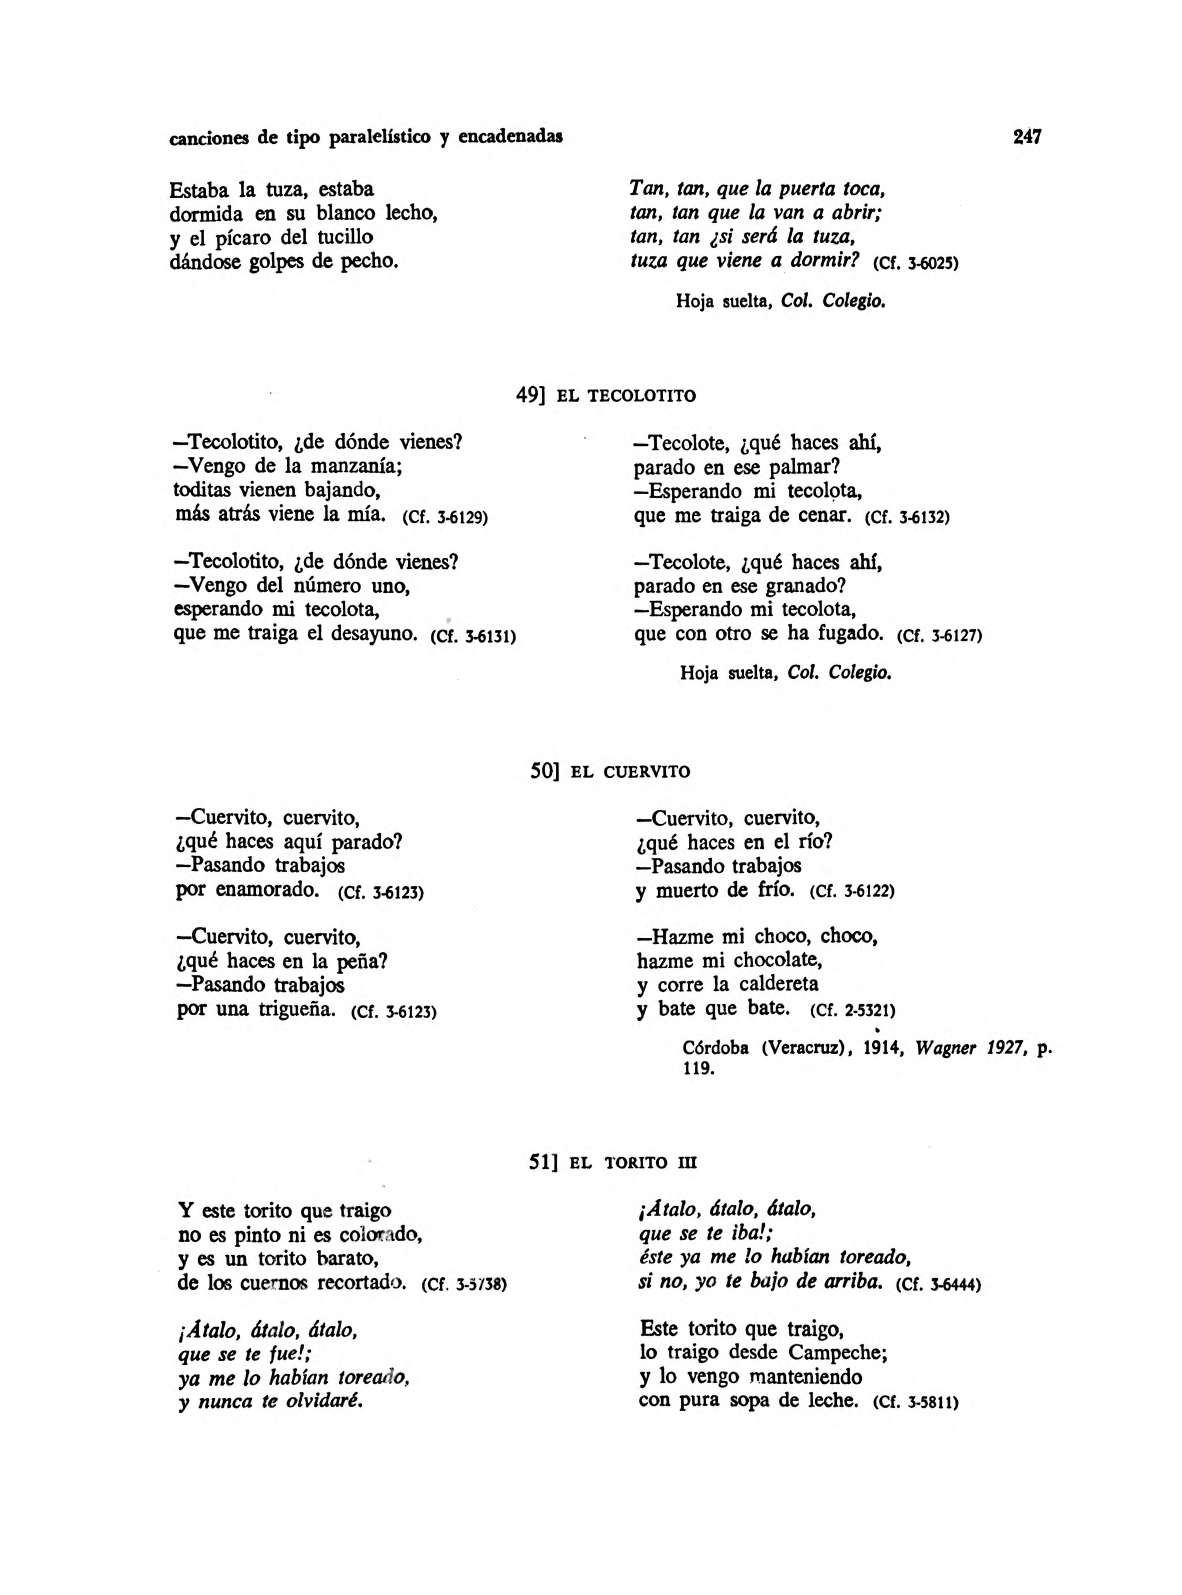 canciones de tipo paralelístico y encadenadas 247
Estaba la tuza, estaba
dormida en su blanco lecho,
y el pícaro del tucillo
dándose golpes de pecho.
Tan, tan, que la puerta toca,
tan, tan que la van a abrir;
tan, tan ¿si será la tuza,
tuza que viene a dormir? (Cf. 3-6025)
Hoja suelta, Col. Colegio.
49] EL TECOLOTITO
—Tecolotito, ¿de dónde vienes?
—Vengo de la manzanía;
toditas vienen bajando,
más atrás viene la mía. (Cf. 3-6129)
—Tecolotito, ¿de dónde vienes?
—Vengo del número uno,
esperando mi tecolota,
que me traiga el desayuno. (Cf. 3-6131)
—Tecolote, ¿qué haces ahí,
parado en ese palmar?
—Esperando mi tecolota,
que me traiga de cenar. (Cf. 3-6132)
—Tecolote, ¿qué haces ahí,
parado en ese granado?
—Esperando mi tecolota,
que con otro se ha fugado. (Cf. 3-6127)
Hoja suelta, Col. Colegio.
50] EL CUERVITO
—Cuervito, cuervito,
¿qué haces aquí parado?
—Pasando trabajos
por enamorado. (Cf. 3-6123)
—Cuervito, cuervito,
¿qué haces en la peña?
—Pasando trabajos
por una trigueña. (Cf. 3-6123)
—Cuervito, cuervito,
¿qué haces en el río?
—Pasando trabajos
y muerto de frío. (Cf. 3-6122)
—Hazme mi choco, choco,
hazme mi chocolate,
y corre la caldereta
y bate que bate. (Cf. 2-5321)
Córdoba (Veracruz), 1914, Wagner 1927, p.
119.
51] EL TORITO III
Y este torito que traigo
no es pinto ni es colorado,
y es un torito barato,
de los cuernos recortado. (Cf. 3-5738)
¡Átalo, átalo, átalo,
que se te fue!;
ya me lo habían toreado,
y nunca te olvidaré.
¡Átalo, átalo, átalo,
que se te iba!;
éste ya me lo habían toreado,
si no, yo te bajo de arriba. (Cf. 3-6444)
Este torito que traigo,
lo traigo desde Campeche;
y lo vengo manteniendo
con pura sopa de leche. (Cf. 3-5811)